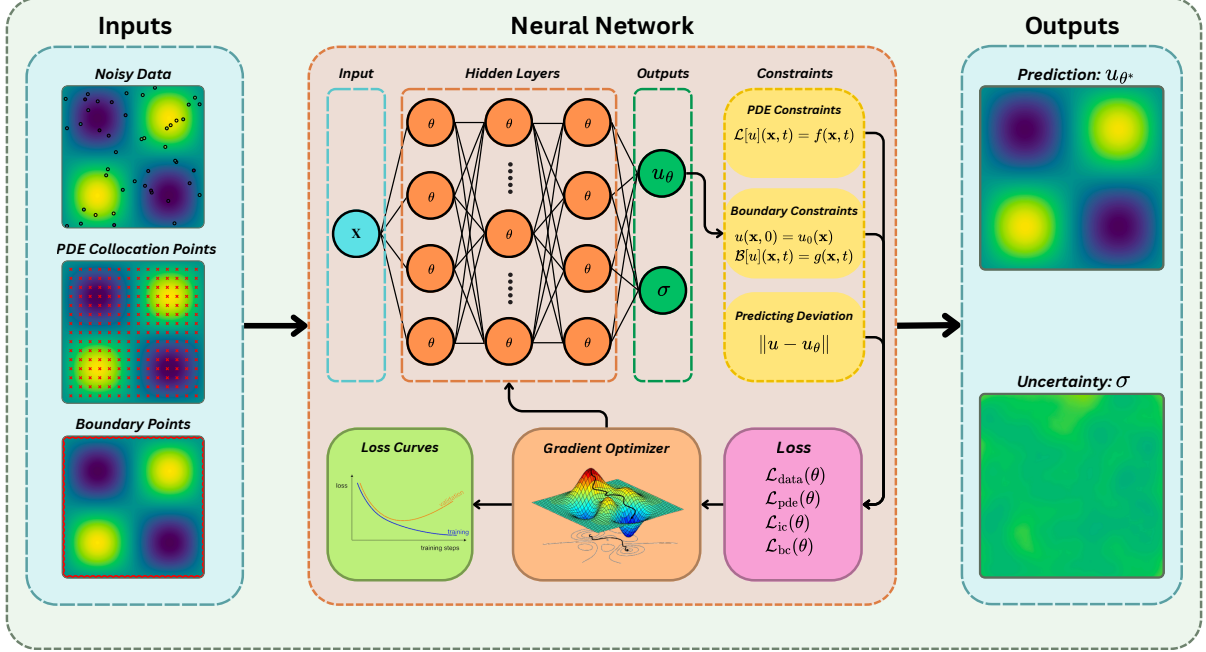 Inputs
Neural Network
Outputs
Noisy Data
PDE Collocation Points
Boundary Points
Input
Hidden Layers
Outputs
Constraints
x
θ
θ
θ
θ
θ
θ
θ
θ
θ
θ
θ
u_θ
σ
PDE Constraints
ℒ[u](x, t) = f(x, t)
Boundary Constraints
u(x, 0) = u₀(x)
ℬ[u](x, t) = g(x, t)
Predicting Deviation
‖u − u_θ‖
Loss Curves
loss
validation
training
training steps
Gradient Optimizer
Loss
ℒ_data(θ)
ℒ_pde(θ)
ℒ_ic(θ)
ℒ_bc(θ)
Prediction: u_θ*
Uncertainty: σ